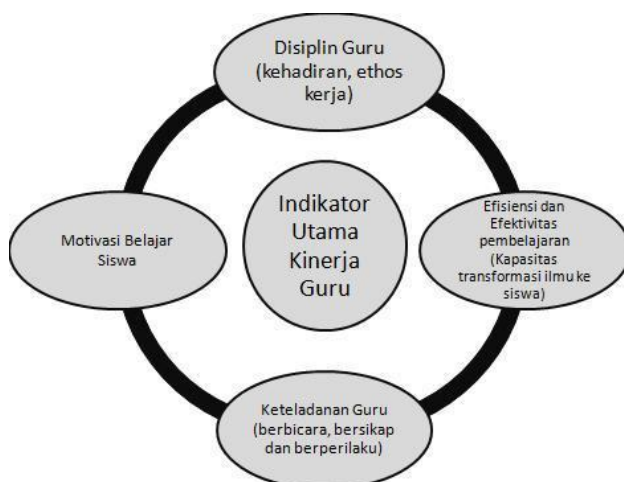 Disiplin Guru
(kehadiran, ethos
kerja)
Motivasi Belajar
Siswa
Indikator
Utama
Kinerja
Guru
Efisiensi dan
Efektivitas
pembelajaran
(Kapasitas
transformasi ilmu ke
siswa)
Keteladanan Guru
(berbicara, bersikap
dan berperilaku)